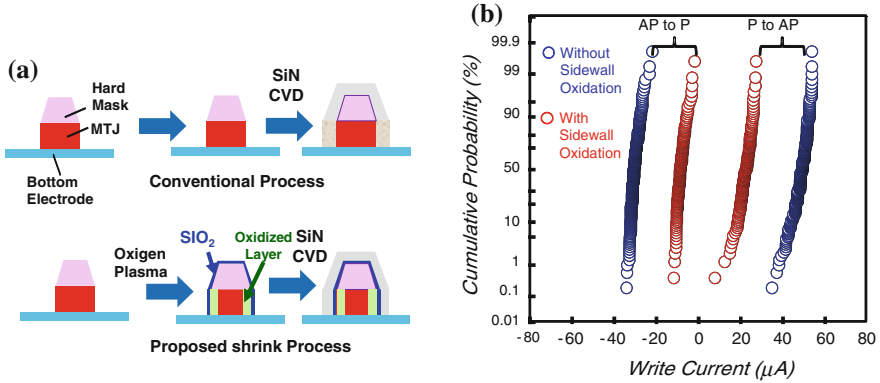 (a)
Hard
Mask
MTJ
Bottom
Electrode
SiN
CVD
Conventional Process
Oxigen
Plasma
SIO2
Oxidized
Layer
SiN
CVD
Proposed shrink Process
(b)
AP to P
P to AP
Without
Sidewall
Oxidation
With
Sidewall
Oxidation
Cumulative Probability (%)
99.9
99
90
50
10
1
0.1
0.01
-80 -60 -40 -20 0 20 40 60 80
Write Current (μA)